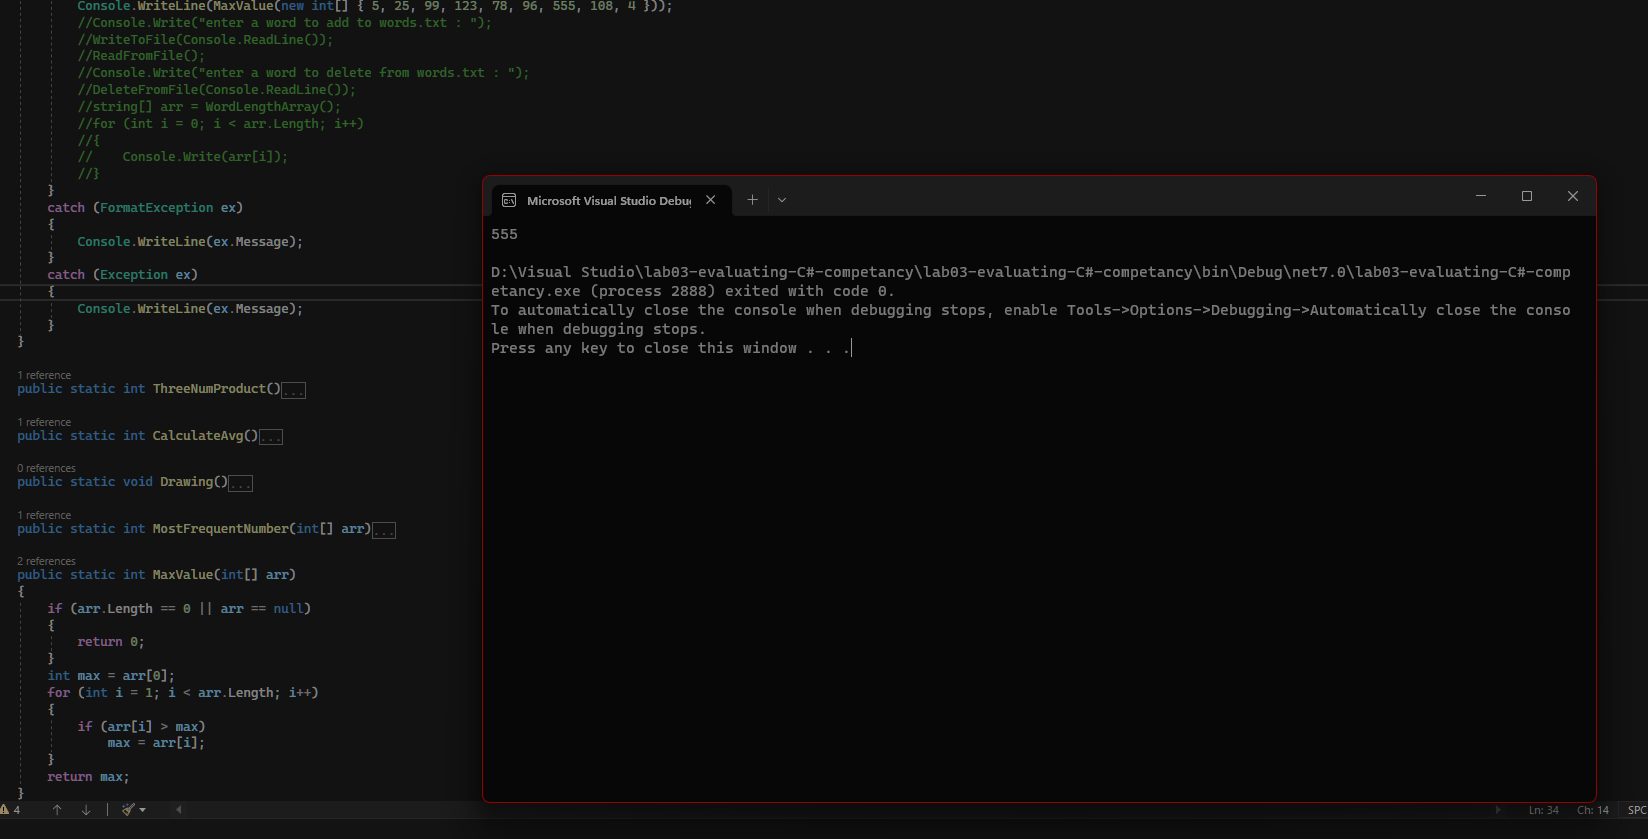 Console.WriteLine(MaxValue(new int[] { 5, 25, 99, 123, 78, 96, 555, 108, 4 }));
//Console.Write("enter a word to add to words.txt : ");
//WriteToFile(Console.ReadLine());
//ReadFromFile();
//Console.Write("enter a word to delete from words.txt : ");
//DeleteFromFile(Console.ReadLine());
//string[] arr = WordLengthArray();
//for (int i = 0; i < arr.Length; i++)
//{
//    Console.Write(arr[i]);
//}
}
catch (FormatException ex)
{
Console.WriteLine(ex.Message);
}
catch (Exception ex)
{
Console.WriteLine(ex.Message);
}
}
1 reference
public static int ThreeNumProduct()...
1 reference
public static int CalculateAvg()...
0 references
public static void Drawing()...
1 reference
public static int MostFrequentNumber(int[] arr)...
2 references
public static int MaxValue(int[] arr)
{
if (arr.Length == 0 || arr == null)
{
return 0;
}
int max = arr[0];
for (int i = 1; i < arr.Length; i++)
{
if (arr[i] > max)
max = arr[i];
}
return max;
}
Microsoft Visual Studio Debu
555
D:\Visual Studio\lab03-evaluating-C#-competancy\lab03-evaluating-C#-competancy\bin\Debug\net7.0\lab03-evaluating-C#-comp
etancy.exe (process 2888) exited with code 0.
To automatically close the console when debugging stops, enable Tools->Options->Debugging->Automatically close the conso
le when debugging stops.
Press any key to close this window . . .
4
Ln: 34 Ch: 14 SPC